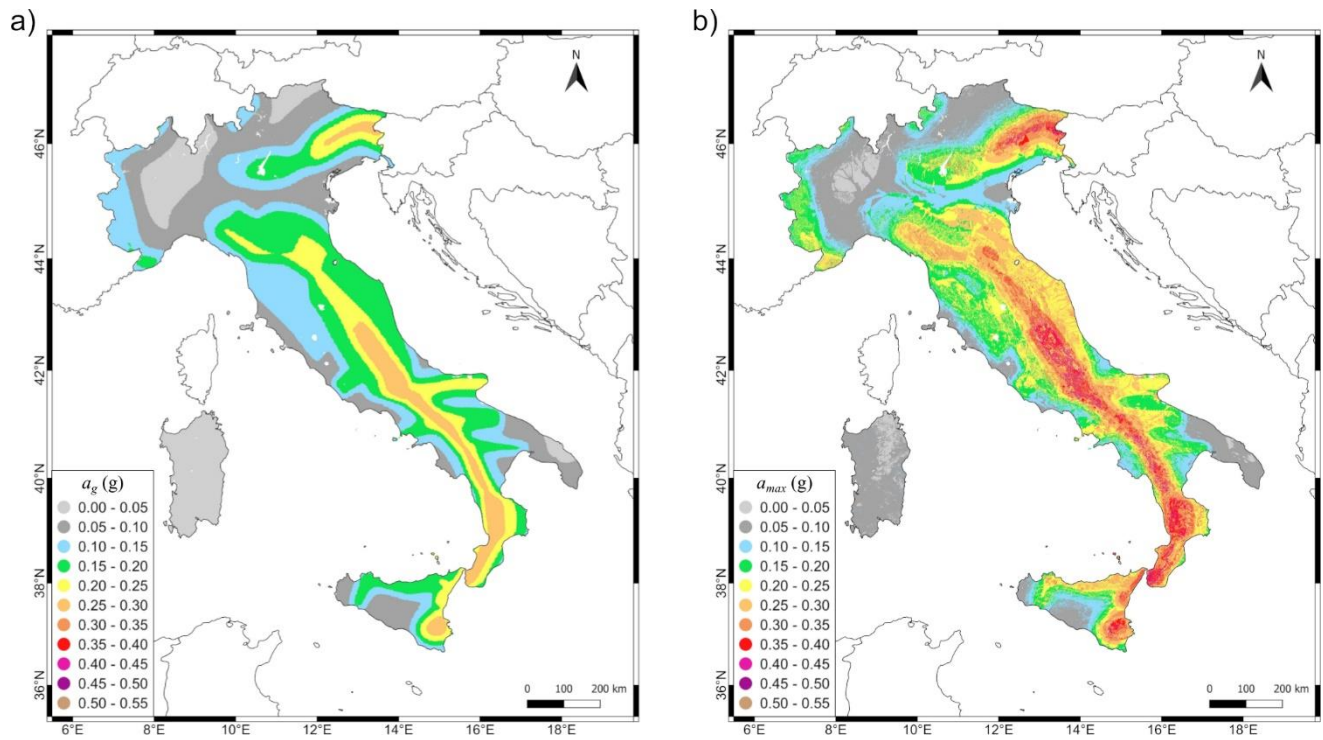 a)
N
46°N
44°N
42°N
40°N
38°N
36°N
a_g (g)
0.00 - 0.05
0.05 - 0.10
0.10 - 0.15
0.15 - 0.20
0.20 - 0.25
0.25 - 0.30
0.30 - 0.35
0.35 - 0.40
0.40 - 0.45
0.45 - 0.50
0.50 - 0.55
0 100 200 km
6°E 8°E 10°E 12°E 14°E 16°E 18°E
b)
N
46°N
44°N
42°N
40°N
38°N
36°N
a_max (g)
0.00 - 0.05
0.05 - 0.10
0.10 - 0.15
0.15 - 0.20
0.20 - 0.25
0.25 - 0.30
0.30 - 0.35
0.35 - 0.40
0.40 - 0.45
0.45 - 0.50
0.50 - 0.55
0 100 200 km
6°E 8°E 10°E 12°E 14°E 16°E 18°E